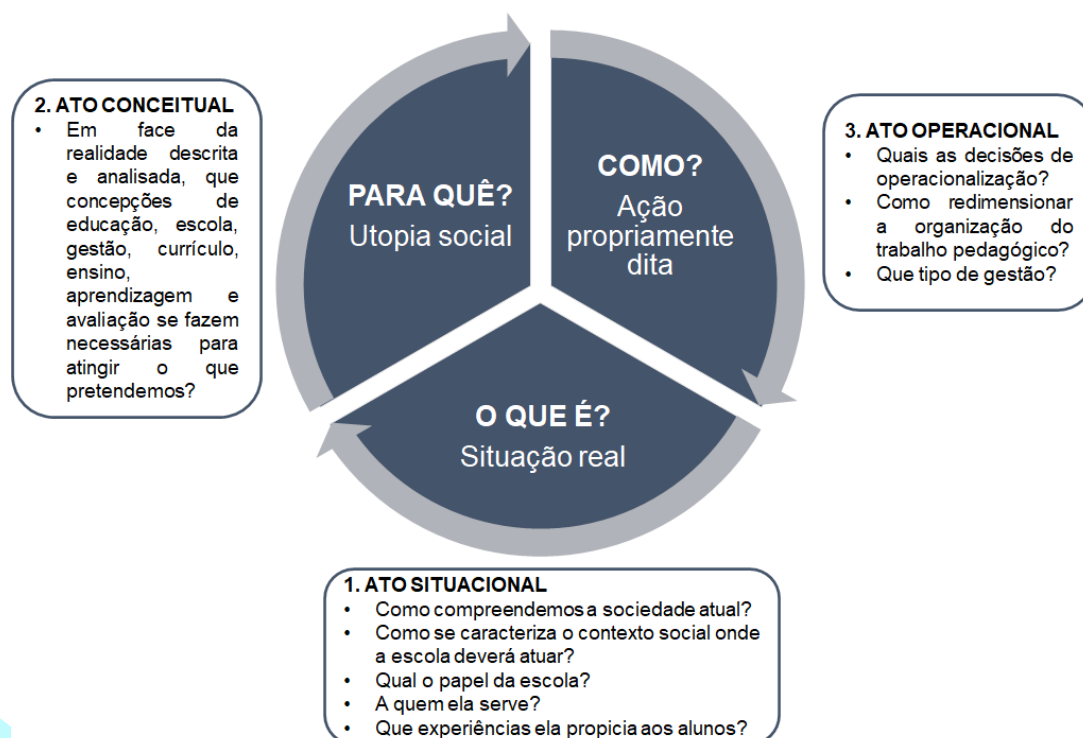 1. ATO SITUACIONAL
• Como compreendemos a sociedade atual?
• Como se caracteriza o contexto social onde
a escola deverá atuar?
• Qual o papel da escola?
• A quem ela serve?
• Que experiências ela propicia aos alunos?
O QUE É?
Situação real
2. ATO CONCEITUAL
• Em face da
realidade descrita
e analisada, que
concepções de
educação, escola,
gestão, currículo,
ensino,
aprendizagem e
avaliação se fazem
necessárias para
atingir o que
pretendemos?
PARA QUÊ?
Utopia social
3. ATO OPERACIONAL
• Quais as decisões de
operacionalização?
• Como redimensionar
a organização do
trabalho pedagógico?
• Que tipo de gestão?
COMO?
Ação
propriamente
dita